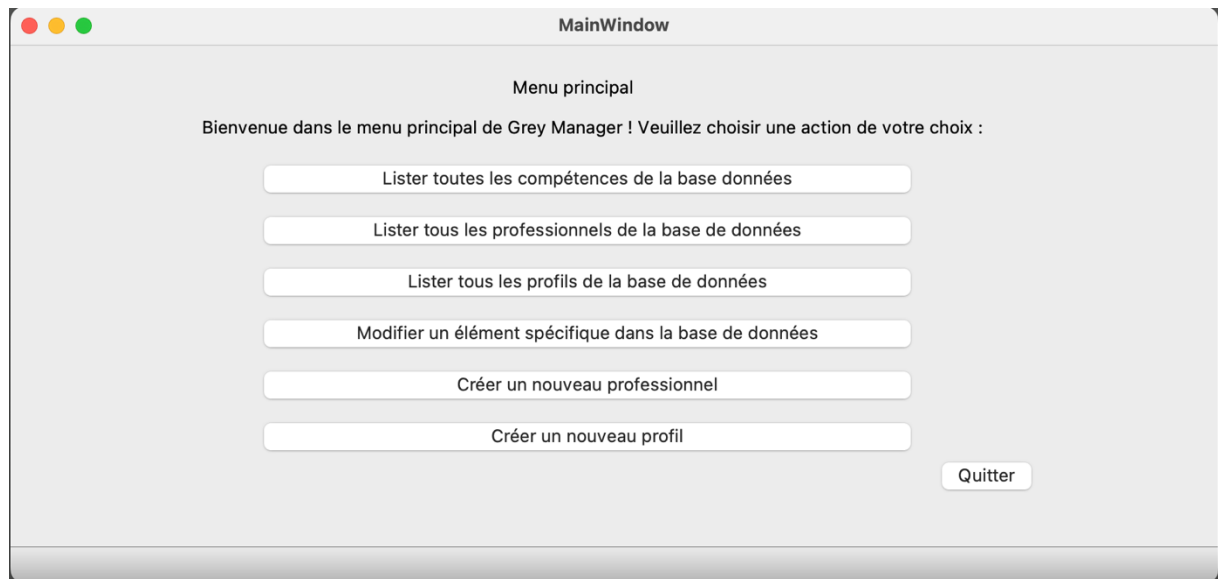 MainWindow
Menu principal
Bienvenue dans le menu principal de Grey Manager ! Veuillez choisir une action de votre choix :
Lister toutes les compétences de la base données
Lister tous les professionnels de la base de données
Lister tous les profils de la base de données
Modifier un élément spécifique dans la base de données
Créer un nouveau professionnel
Créer un nouveau profil
Quitter